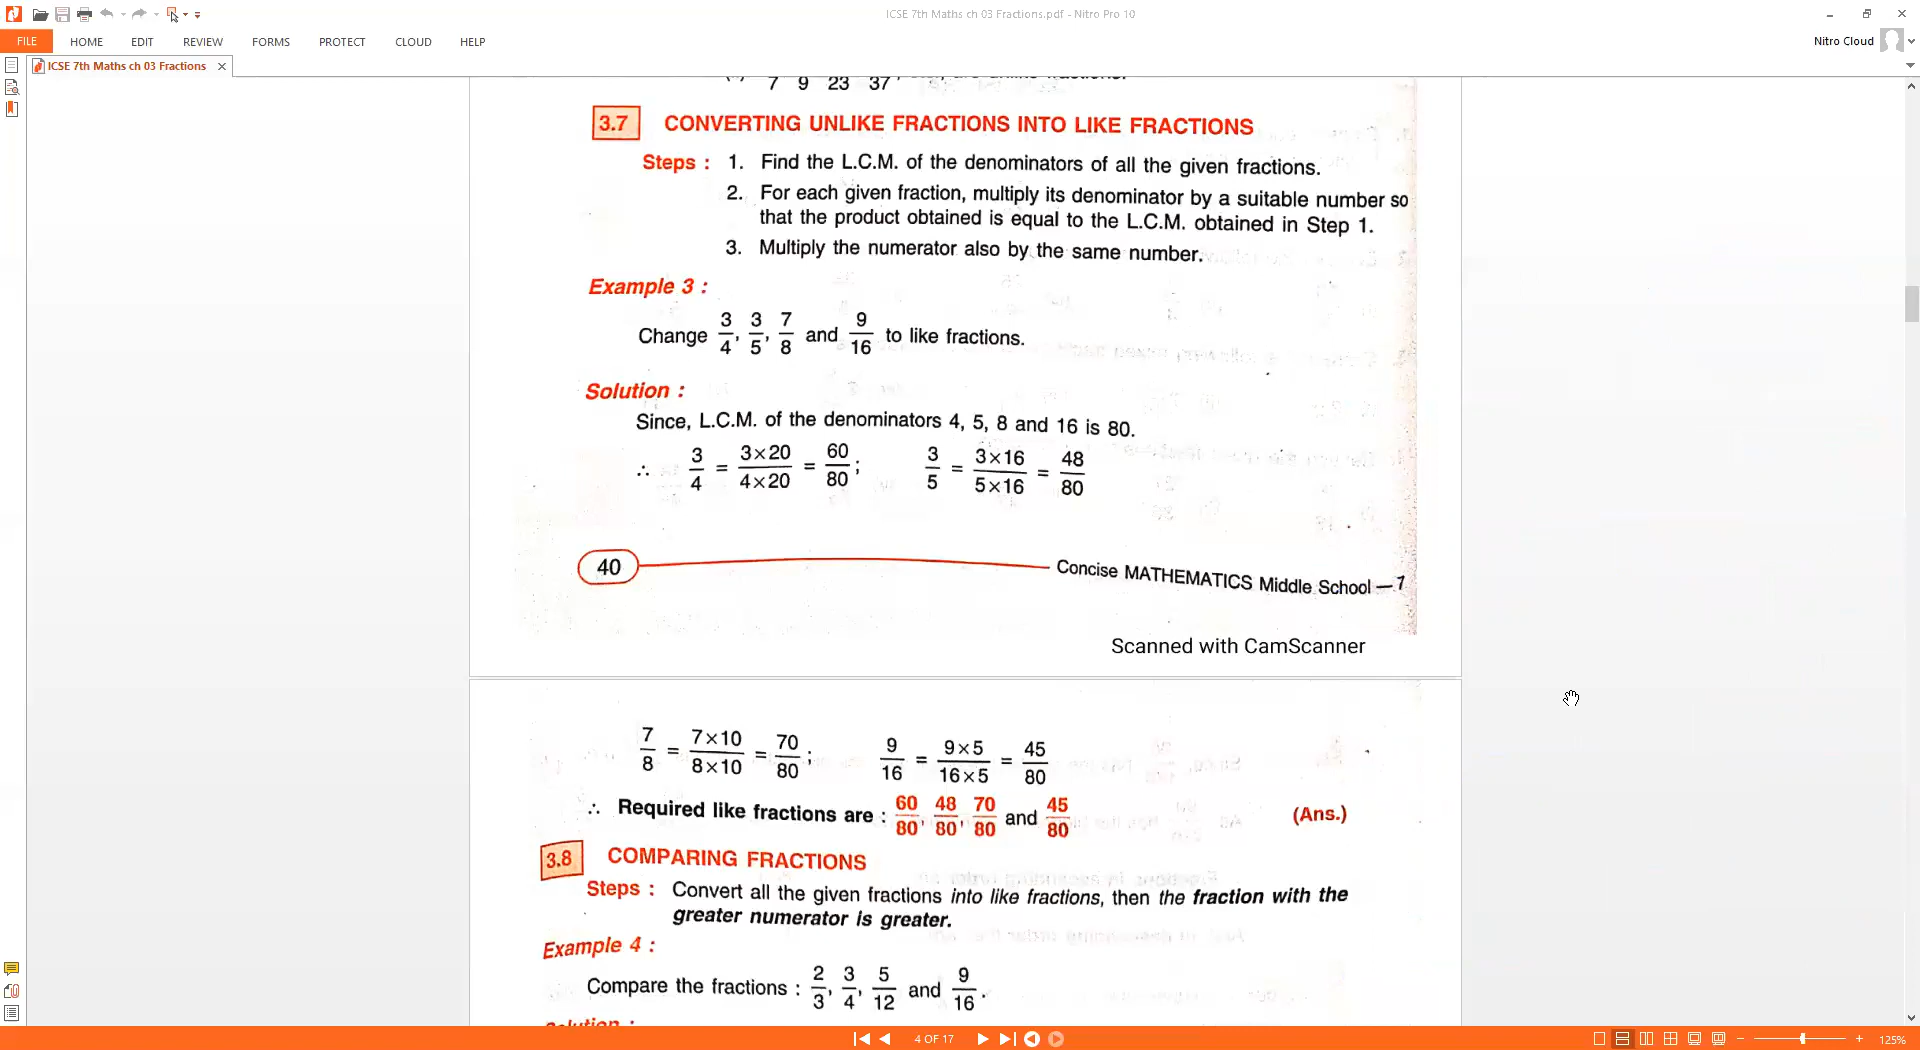 ICSE 7th Maths ch 03 Fractions.pdf - Nitro Pro 10
FILE HOME EDIT REVIEW FORMS PROTECT CLOUD HELP
Nitro Cloud
ICSE 7th Maths ch 03 Fractions
7 9 23 37
3.7 CONVERTING UNLIKE FRACTIONS INTO LIKE FRACTIONS
Steps : 1. Find the L.C.M. of the denominators of all the given fractions.
2. For each given fraction, multiply its denominator by a suitable number so
that the product obtained is equal to the L.C.M. obtained in Step 1.
3. Multiply the numerator also by the same number.
Example 3 :
Change 3/4, 3/5, 7/8 and 9/16 to like fractions.
Solution :
Since, L.C.M. of the denominators 4, 5, 8 and 16 is 80.
∴ 3/4 = 3×20/4×20 = 60/80; 3/5 = 3×16/5×16 = 48/80
40 Concise MATHEMATICS Middle School — 7
Scanned with CamScanner
7/8 = 7×10/8×10 = 70/80; 9/16 = 9×5/16×5 = 45/80
∴ Required like fractions are : 60/80, 48/80, 70/80 and 45/80 (Ans.)
3.8 COMPARING FRACTIONS
Steps : Convert all the given fractions into like fractions, then the fraction with the
greater numerator is greater.
Example 4 :
Compare the fractions : 2/3, 3/4, 5/12 and 9/16.
Solution :
4 OF 17
125%